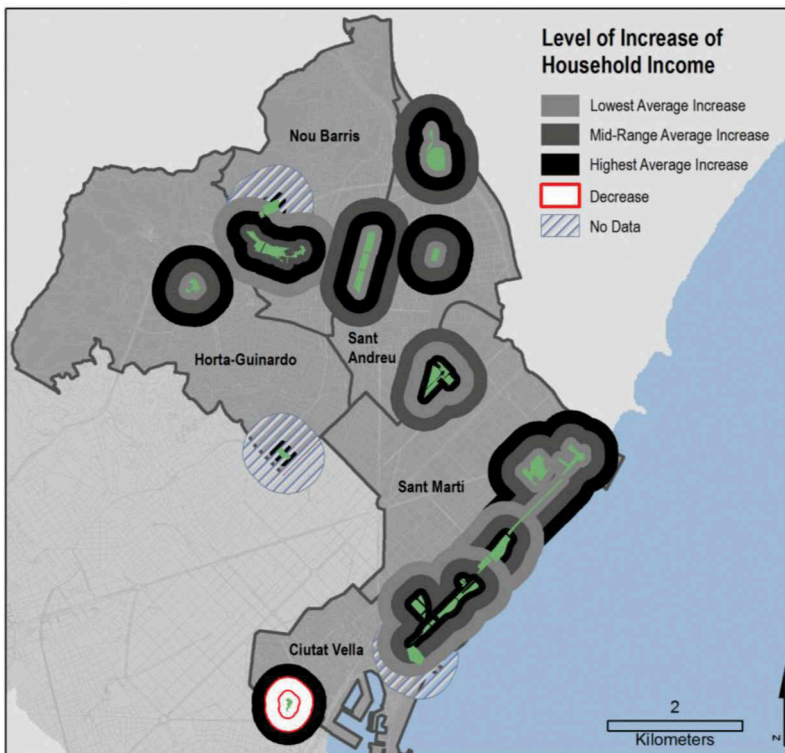 Level of Increase of
Household Income
Lowest Average Increase
Mid-Range Average Increase
Highest Average Increase
Decrease
No Data
Nou Barris
Horta-Guinardo
Sant
Andreu
Sant Martí
Ciutat Vella
2
Kilometers
z